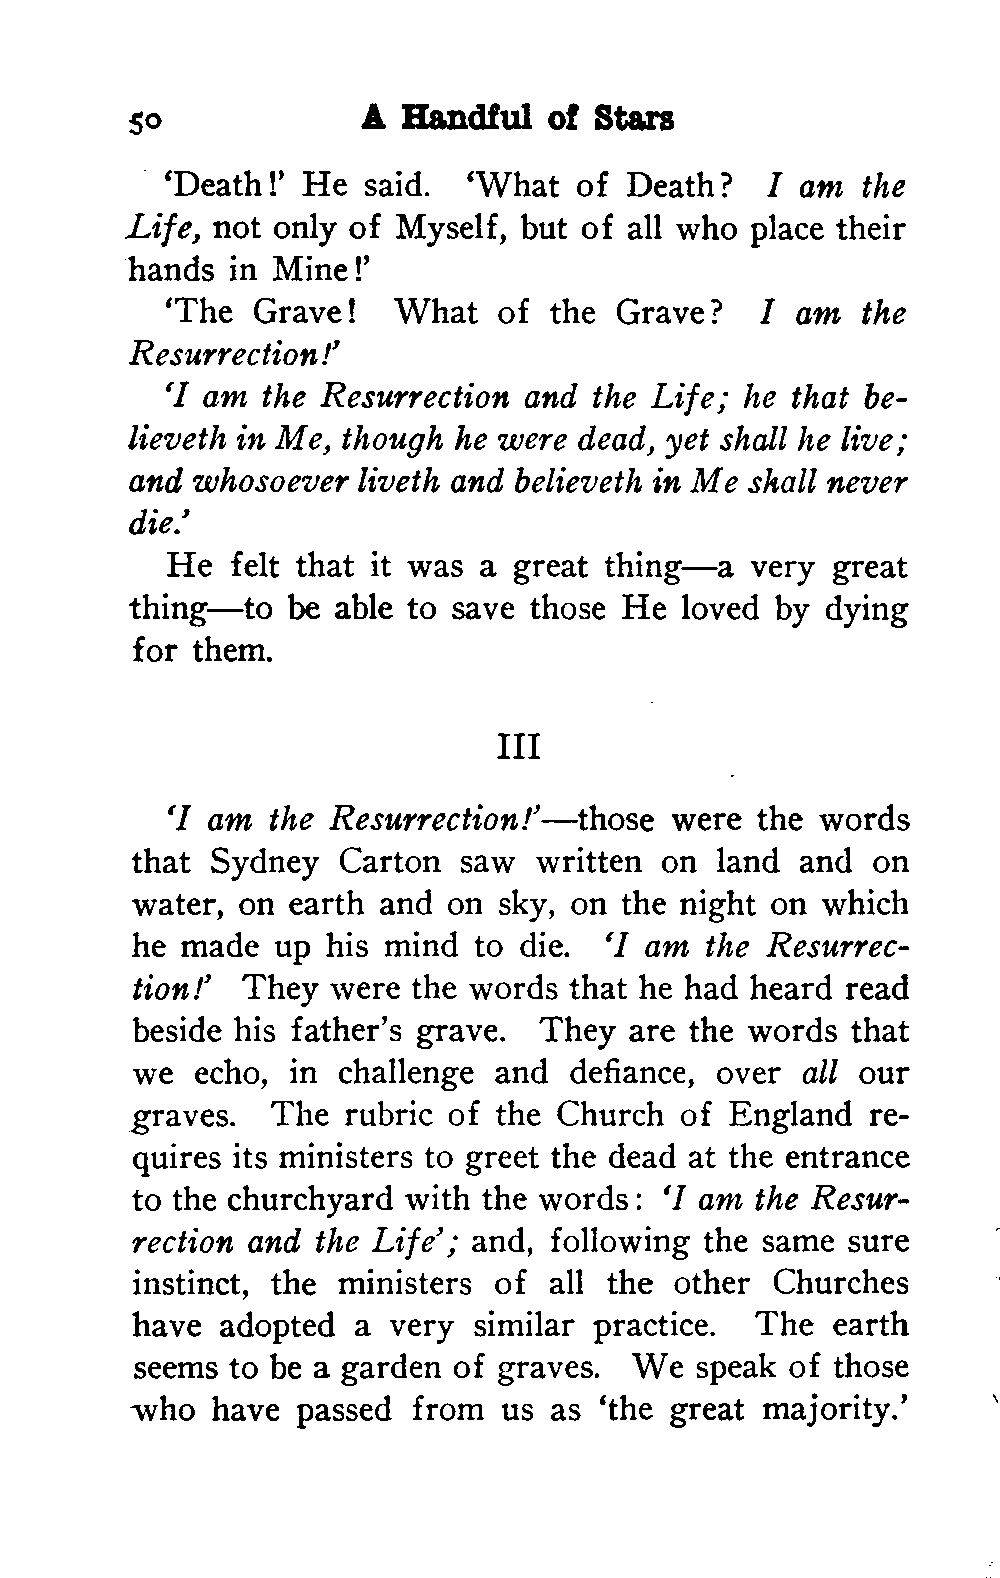 50 A Handful of Stars
‘Death!’ He said. ‘What of Death? I am the
Life, not only of Myself, but of all who place their
hands in Mine!’
‘The Grave! What of the Grave? I am the
Resurrection!’
‘I am the Resurrection and the Life; he that be-
lieveth in Me, though he were dead, yet shall he live;
and whosoever liveth and believeth in Me shall never
die.’
He felt that it was a great thing—a very great
thing—to be able to save those He loved by dying
for them.
III
‘I am the Resurrection!’—those were the words
that Sydney Carton saw written on land and on
water, on earth and on sky, on the night on which
he made up his mind to die. ‘I am the Resurrec-
tion!’ They were the words that he had heard read
beside his father’s grave. They are the words that
we echo, in challenge and defiance, over all our
graves. The rubric of the Church of England re-
quires its ministers to greet the dead at the entrance
to the churchyard with the words: ‘I am the Resur-
rection and the Life’; and, following the same sure
instinct, the ministers of all the other Churches
have adopted a very similar practice. The earth
seems to be a garden of graves. We speak of those
who have passed from us as ‘the great majority.’